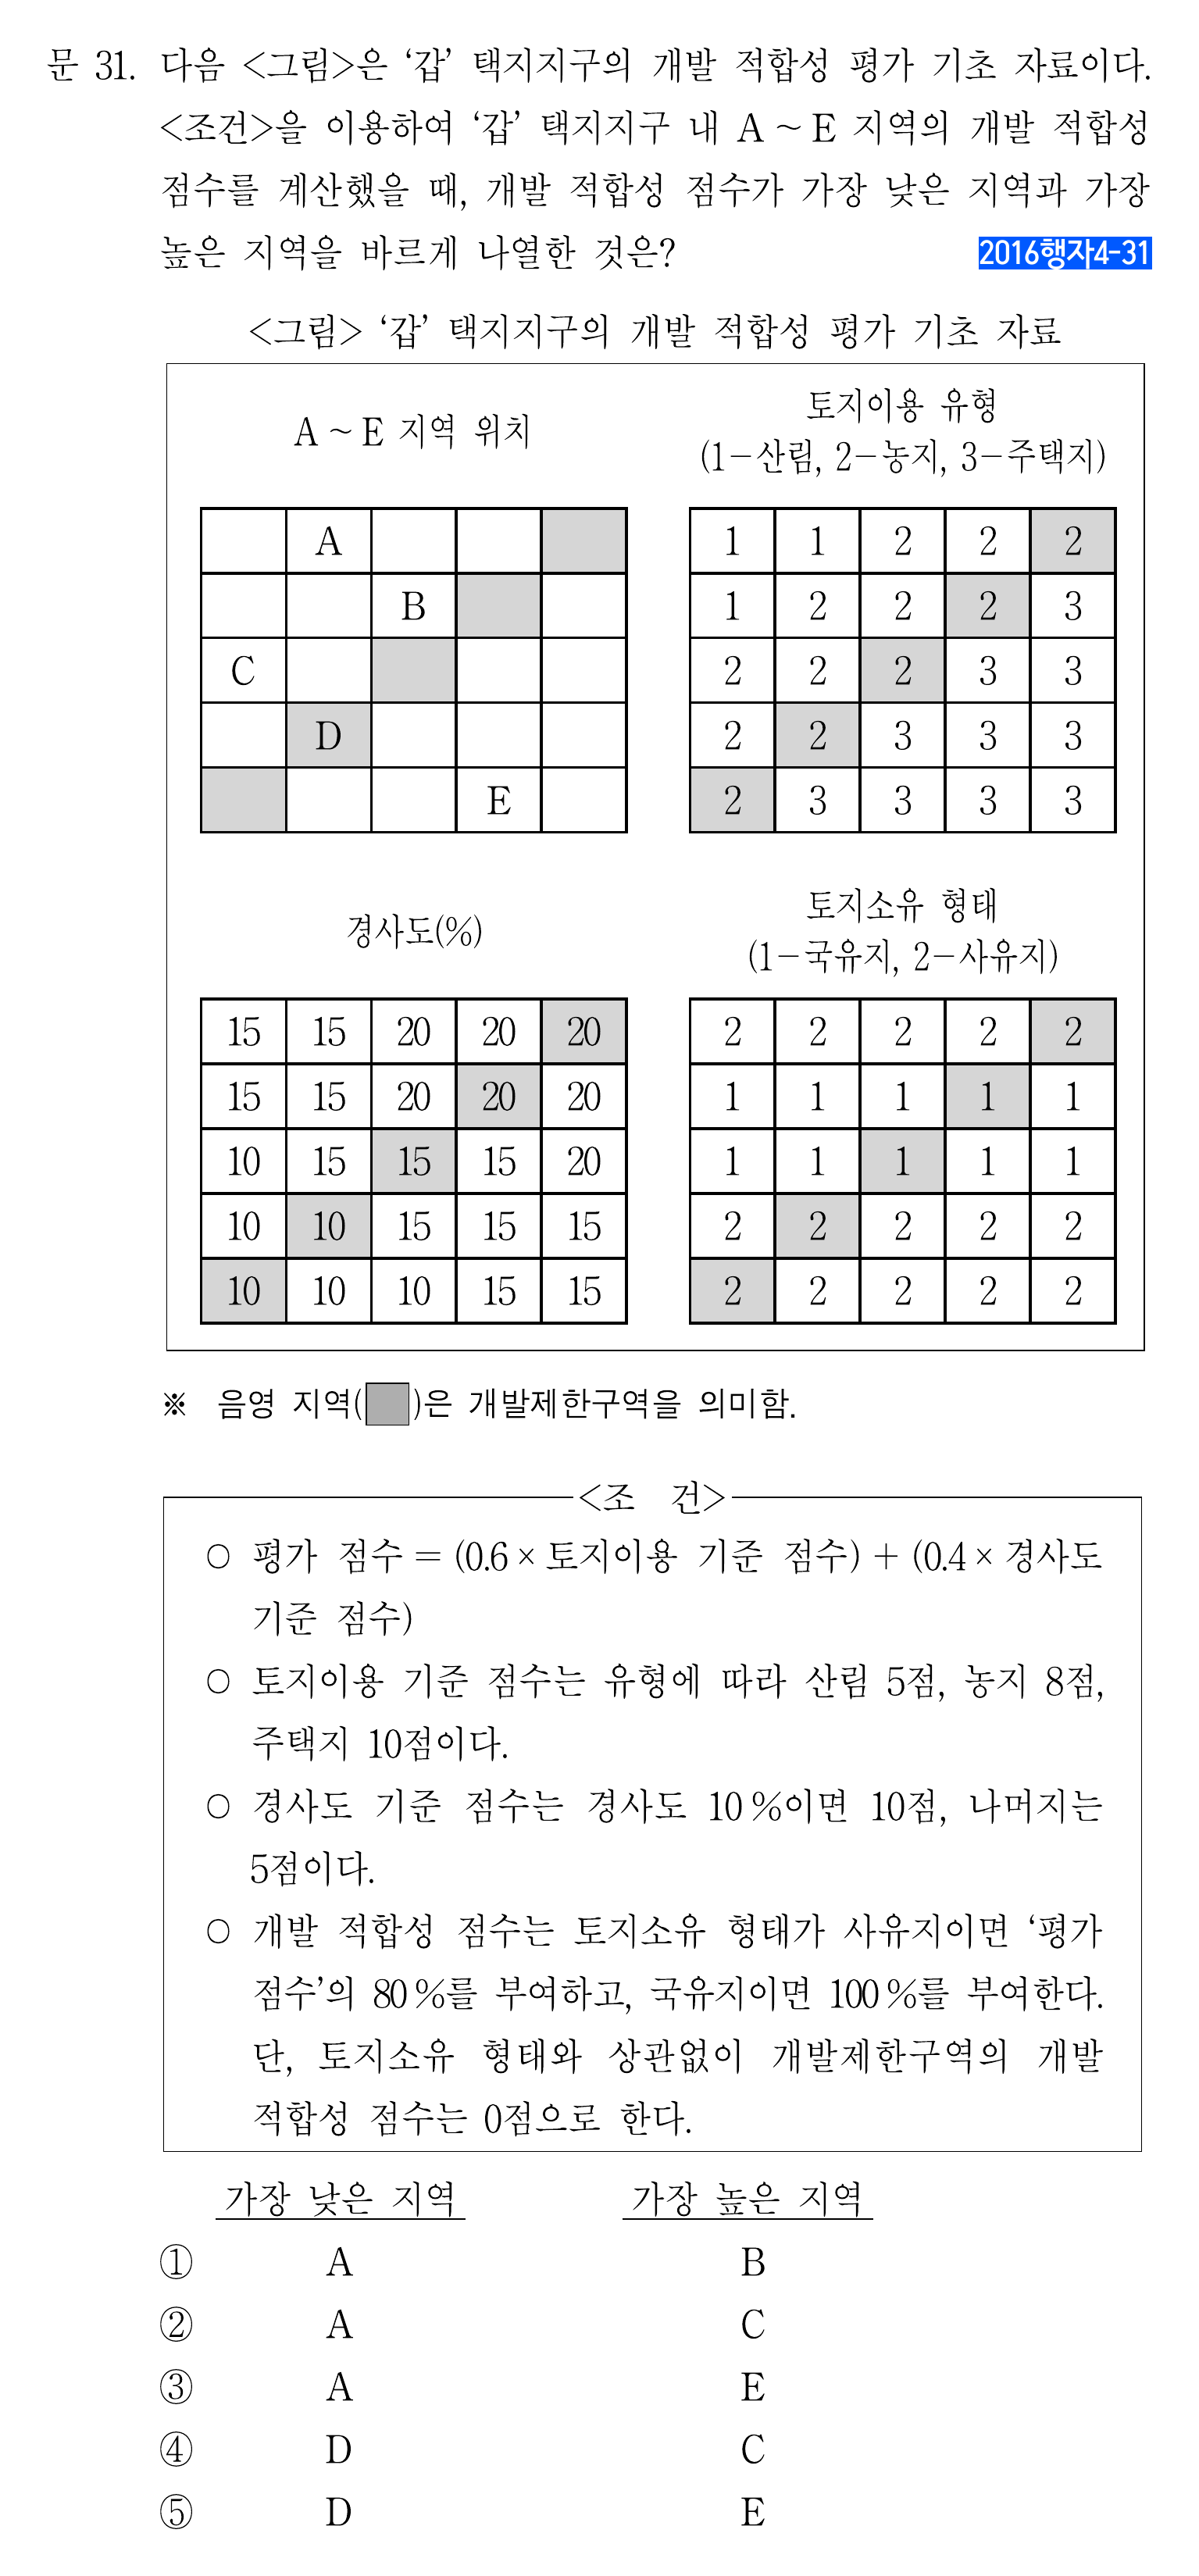 문 31. 다음 <그림>은 ‘갑’ 택지지구의 개발 적합성 평가 기초 자료이다.
<조건>을 이용하여 ‘갑’ 택지지구 내 A ~ E 지역의 개발 적합성
점수를 계산했을 때, 개발 적합성 점수가 가장 낮은 지역과 가장
높은 지역을 바르게 나열한 것은?
2016행자4-31
<그림> ‘갑’ 택지지구의 개발 적합성 평가 기초 자료
A ~ E 지역 위치
A
B
C
D
E
토지이용 유형
(1-산림, 2-농지, 3-주택지)
1 1 2 2 2
1 2 2 2 3
2 2 2 3 3
2 2 3 3 3
2 3 3 3 3
경사도(%)
15 15 20 20 20
15 15 20 20 20
10 15 15 15 20
10 10 15 15 15
10 10 10 15 15
토지소유 형태
(1-국유지, 2-사유지)
2 2 2 2 2
1 1 1 1 1
1 1 1 1 1
2 2 2 2 2
2 2 2 2 2
※ 음영 지역( )은 개발제한구역을 의미함.
<조 건>
○ 평가 점수 = (0.6 × 토지이용 기준 점수) + (0.4 × 경사도
기준 점수)
○ 토지이용 기준 점수는 유형에 따라 산림 5점, 농지 8점,
주택지 10점이다.
○ 경사도 기준 점수는 경사도 10 %이면 10점, 나머지는
5점이다.
○ 개발 적합성 점수는 토지소유 형태가 사유지이면 ‘평가
점수’의 80 %를 부여하고, 국유지이면 100 %를 부여한다.
단, 토지소유 형태와 상관없이 개발제한구역의 개발
적합성 점수는 0점으로 한다.
가장 낮은 지역 가장 높은 지역
① A B
② A C
③ A E
④ D C
⑤ D E